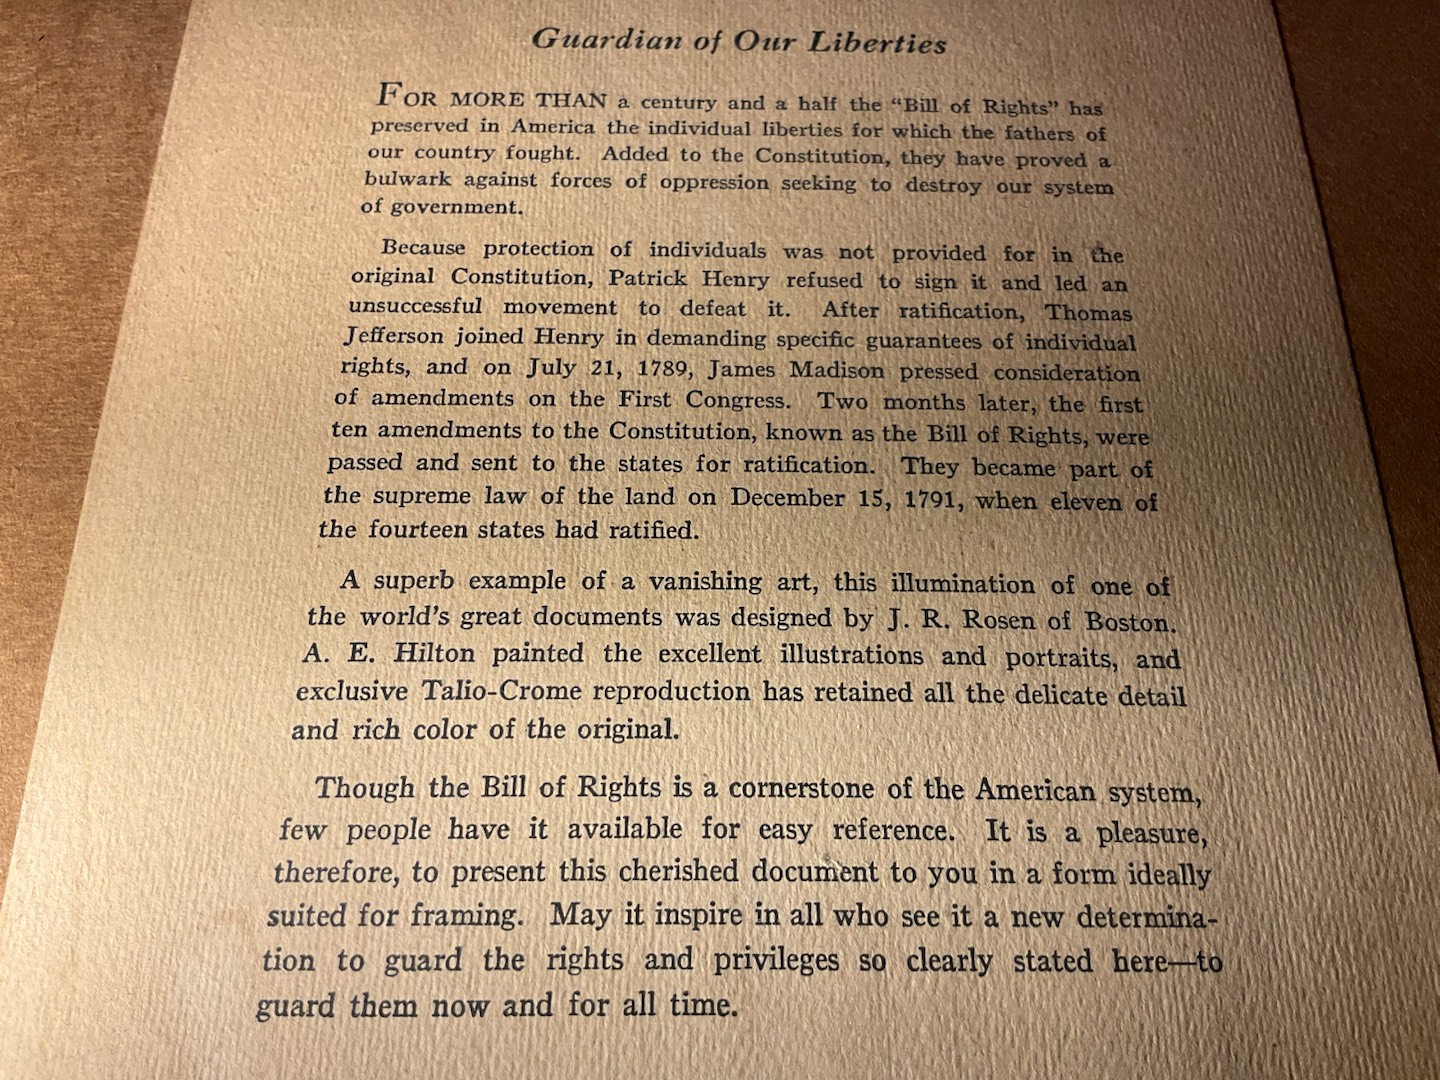 Guardian of Our Liberties
FOR MORE THAN a century and a half the “Bill of Rights” has
preserved in America the individual liberties for which the fathers of
our country fought. Added to the Constitution, they have proved a
bulwark against forces of oppression seeking to destroy our system
of government.
Because protection of individuals was not provided for in the
original Constitution, Patrick Henry refused to sign it and led an
unsuccessful movement to defeat it. After ratification, Thomas
Jefferson joined Henry in demanding specific guarantees of individual
rights, and on July 21, 1789, James Madison pressed consideration
of amendments on the First Congress. Two months later, the first
ten amendments to the Constitution, known as the Bill of Rights, were
passed and sent to the states for ratification. They became part of
the supreme law of the land on December 15, 1791, when eleven of
the fourteen states had ratified.
A superb example of a vanishing art, this illumination of one of
the world’s great documents was designed by J. R. Rosen of Boston.
A. E. Hilton painted the excellent illustrations and portraits, and
exclusive Talio-Crome reproduction has retained all the delicate detail
and rich color of the original.
Though the Bill of Rights is a cornerstone of the American system,
few people have it available for easy reference. It is a pleasure,
therefore, to present this cherished document to you in a form ideally
suited for framing. May it inspire in all who see it a new determina-
tion to guard the rights and privileges so clearly stated here—to
guard them now and for all time.